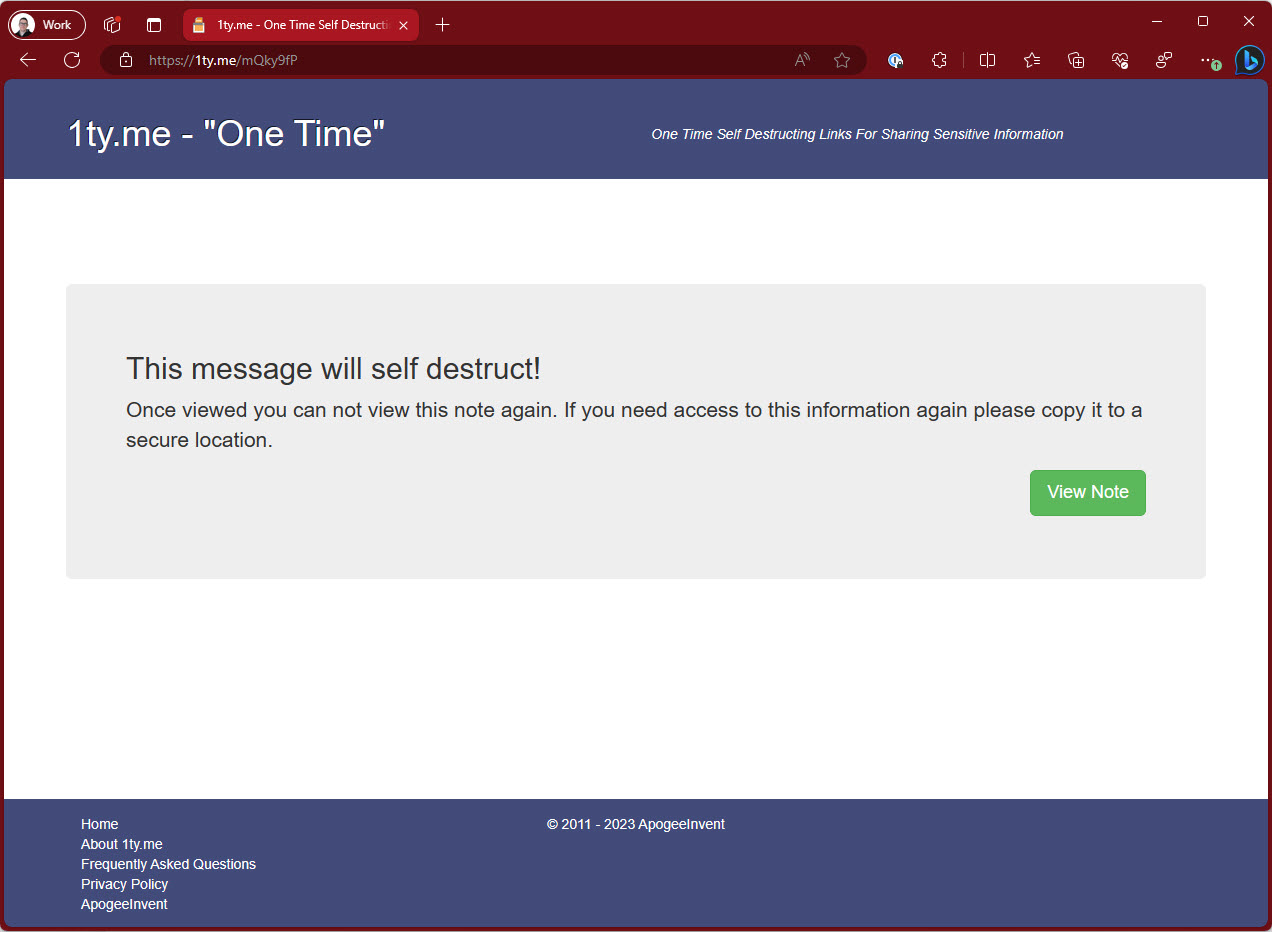 Work
1ty.me - One Time Self Destructi
https://1ty.me/mQky9fP
1ty.me - "One Time"
One Time Self Destructing Links For Sharing Sensitive Information
This message will self destruct!
Once viewed you can not view this note again. If you need access to this information again please copy it to a
secure location.
View Note
Home
About 1ty.me
Frequently Asked Questions
Privacy Policy
ApogeeInvent
© 2011 - 2023 ApogeeInvent